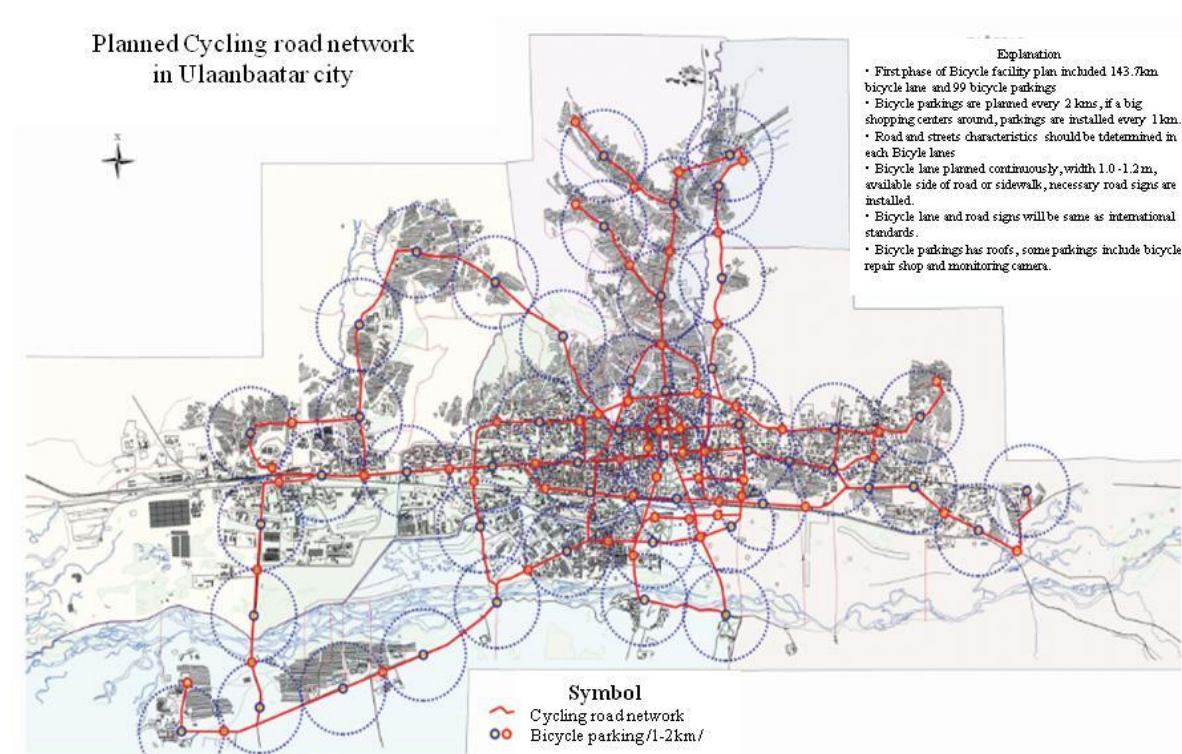 Planned Cycling road network
in Ulaanbaatar city
Explanation
• First phase of Bicycle facility plan included 143.7km
bicycle lane and 99 bicycle parkings
• Bicycle parkings are planned every 2 kms, if a big
shopping centers around, parkings are installed every 1km.
• Road and streets characteristics should be tdetermined in
each Bicyle lanes
• Bicycle lane planned continuously, width 1.0 -1.2 m,
available side of road or sidewalk, necessary road signs are
installed.
• Bicycle lane and road signs will be same as international
standards.
• Bicycle parkings has roofs, some parkings include bicycle
repair shop and monitoring camera.
Symbol
Cycling road network
Bicycle parking/1-2km/